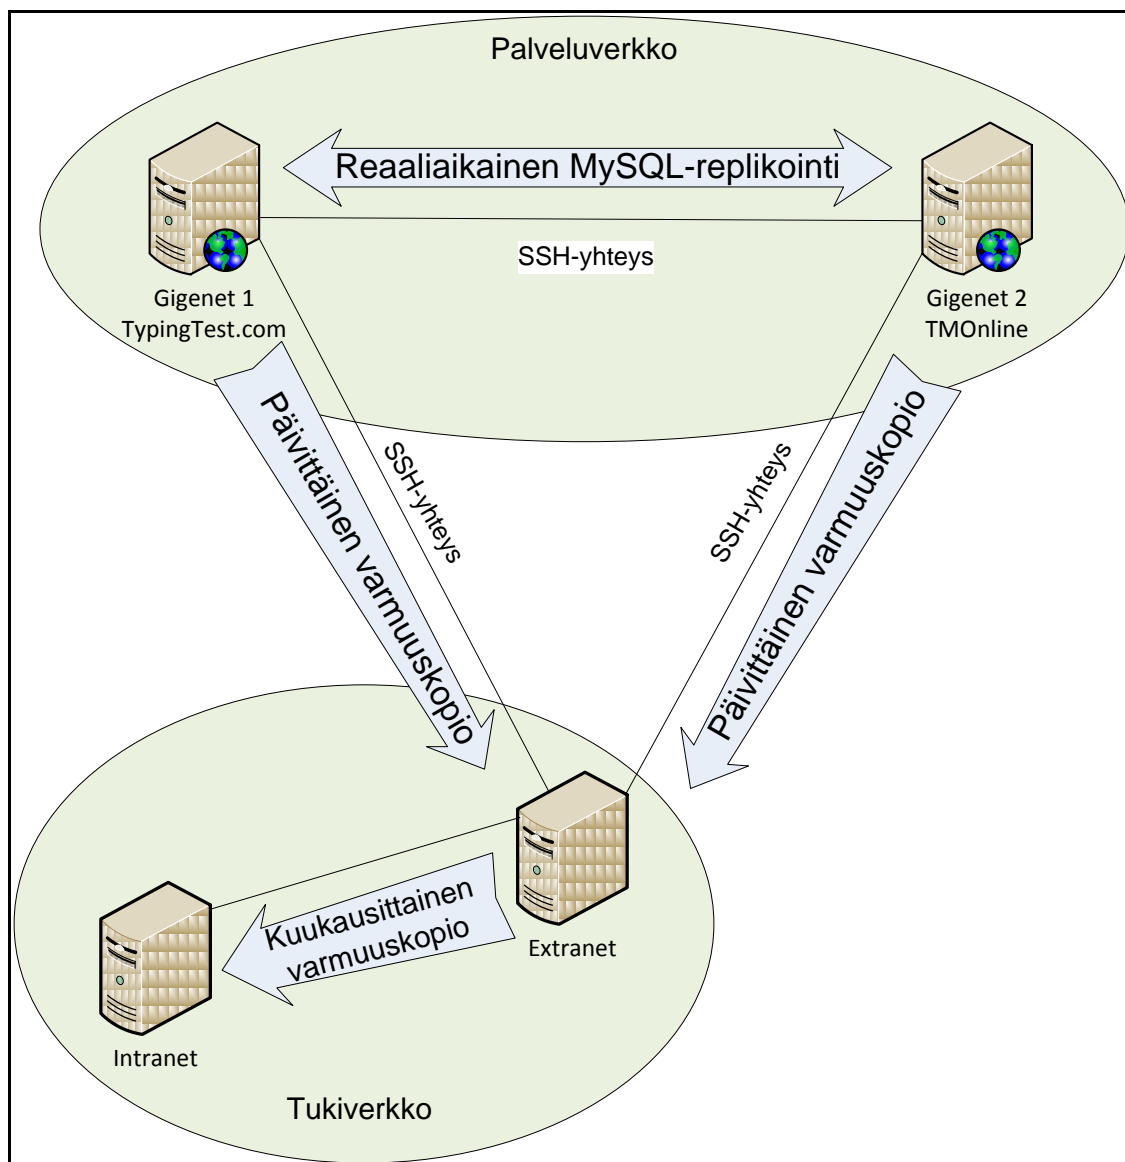 Palveluverkko
Reaaliaikainen MySQL-replikointi
SSH-yhteys
Gigenet 1
TypingTest.com
Gigenet 2
TMOnline
Päivittäinen varmuuskopio
SSH-yhteys
SSH-yhteys
Päivittäinen varmuuskopio
Kuukausittainen
varmuuskopio
Extranet
Intranet
Tukiverkko